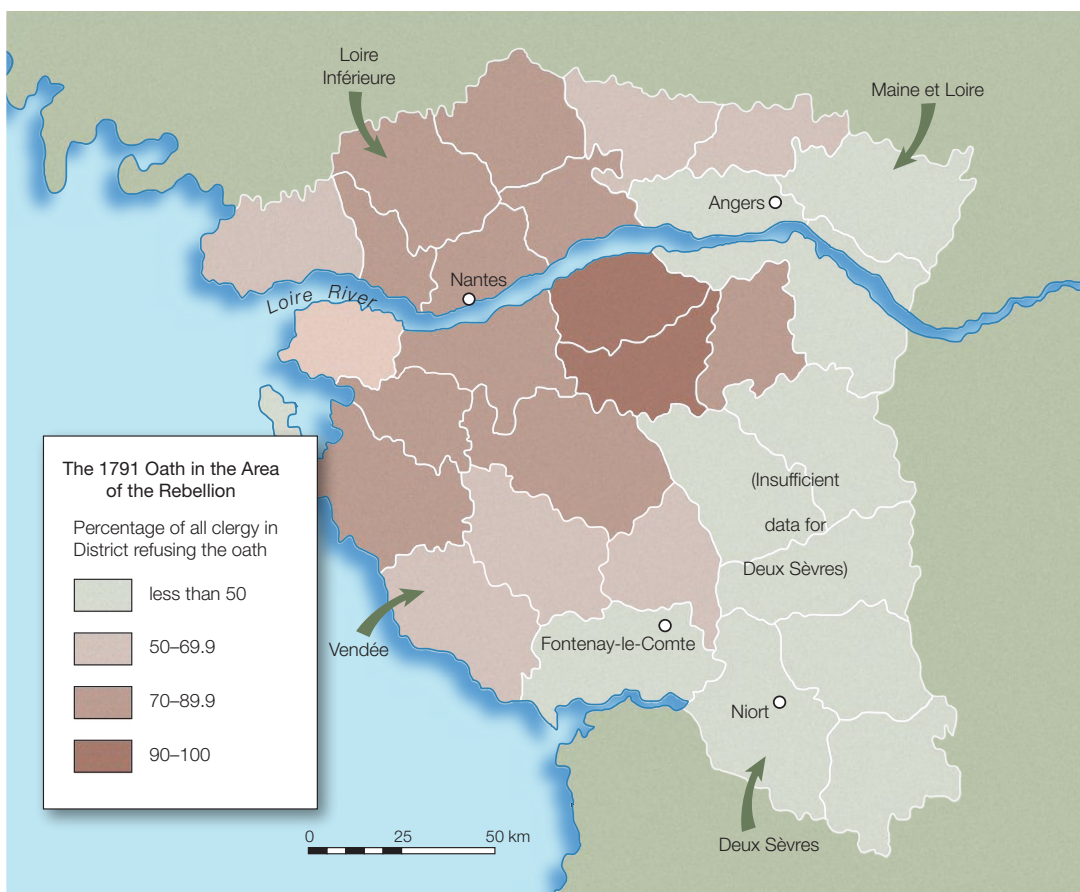 Loire
Inférieure
Maine et Loire
Angers
Nantes
Loire River
The 1791 Oath in the Area
of the Rebellion
Percentage of all clergy in
District refusing the oath
less than 50
50–69.9
70–89.9
90–100
(Insufficient
data for
Deux Sèvres)
Vendée
Fontenay-le-Comte
Niort
Deux Sèvres
0 25 50 km